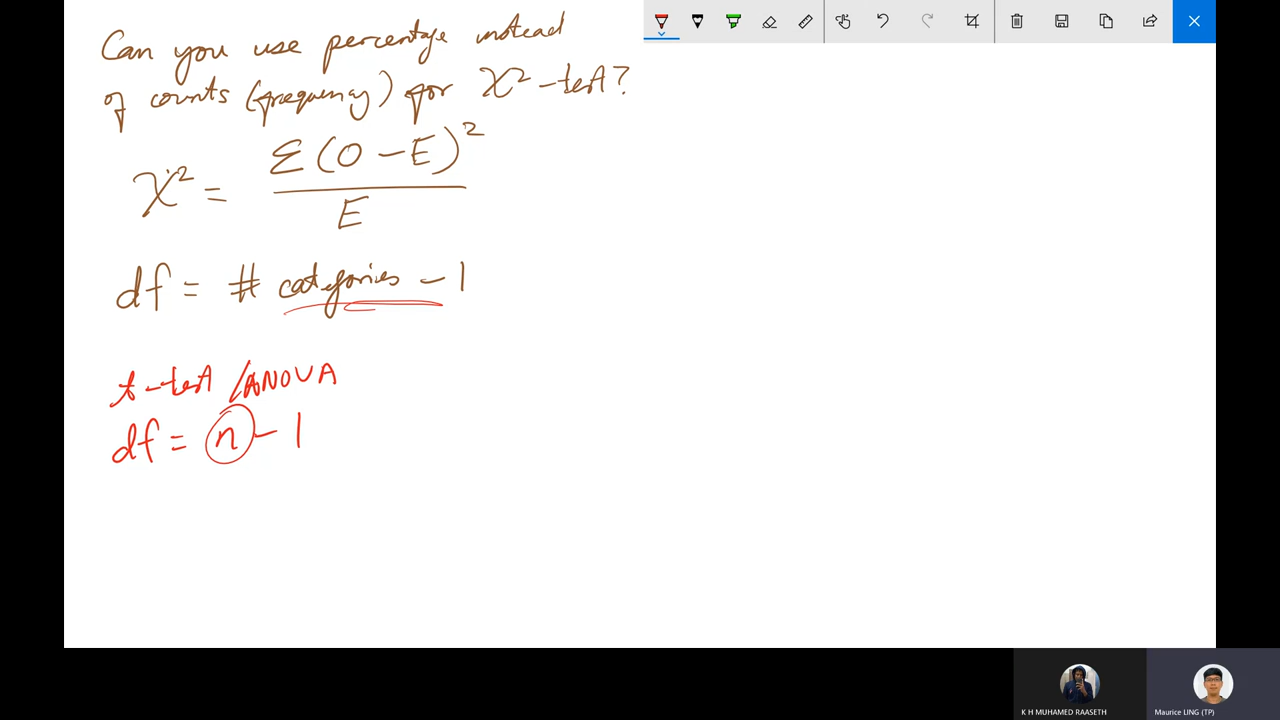 Can you use percentage instead
of counts (frequency) for χ² - test?
χ² = Σ(O - E)² / E
df = # categories - 1
t-test / ANOVA
df = n - 1
K H MUHAMED RAASETH
Maurice LING (TP)